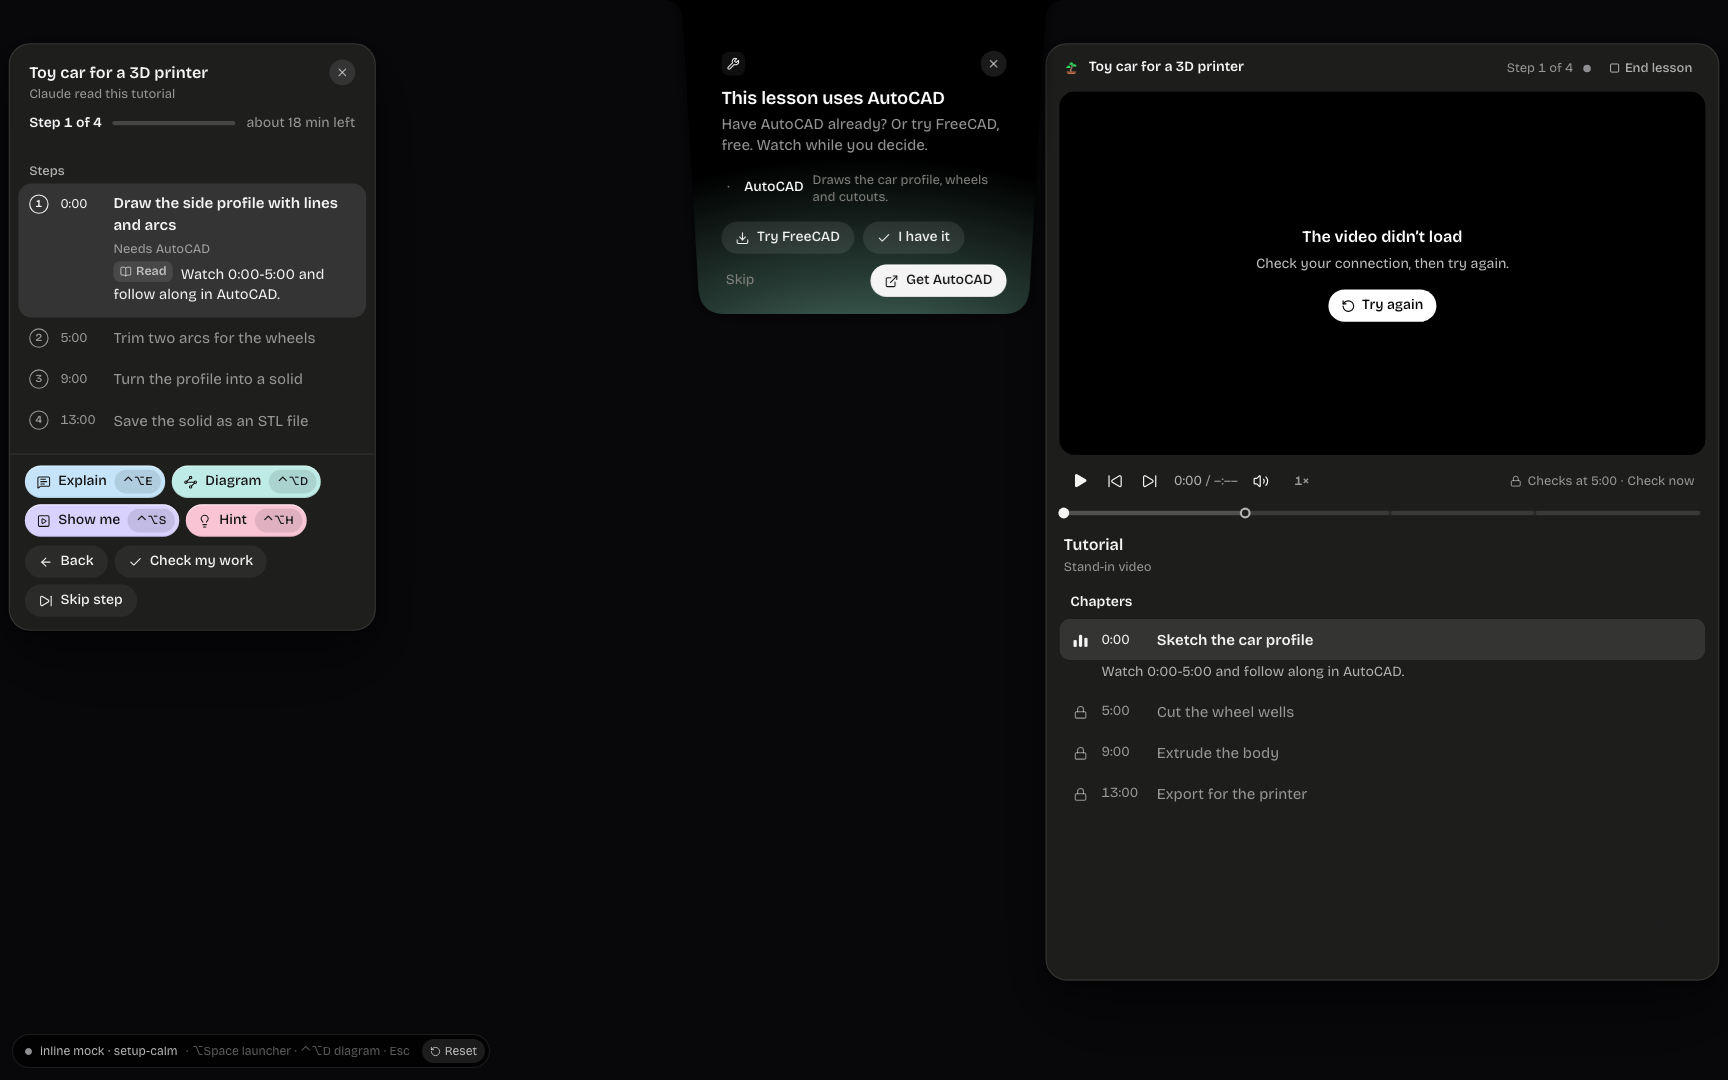 Toy car for a 3D printer
Claude read this tutorial
Step 1 of 4 about 18 min left
Steps
1 0:00 Draw the side profile with lines
and arcs
Needs AutoCAD
Read Watch 0:00-5:00 and
follow along in AutoCAD.
2 5:00 Trim two arcs for the wheels
3 9:00 Turn the profile into a solid
4 13:00 Save the solid as an STL file
Explain ^⌥E Diagram ^⌥D
Show me ^⌥S Hint ^⌥H
Back Check my work
Skip step
This lesson uses AutoCAD
Have AutoCAD already? Or try FreeCAD,
free. Watch while you decide.
· AutoCAD Draws the car profile, wheels
and cutouts.
Try FreeCAD I have it
Skip Get AutoCAD
Toy car for a 3D printer Step 1 of 4 End lesson
The video didn’t load
Check your connection, then try again.
Try again
0:00 / –:–– 1× Checks at 5:00 · Check now
Tutorial
Stand-in video
Chapters
0:00 Sketch the car profile
Watch 0:00-5:00 and follow along in AutoCAD.
5:00 Cut the wheel wells
9:00 Extrude the body
13:00 Export for the printer
inline mock · setup-calm · ⌥Space launcher · ^⌥D diagram · Esc Reset